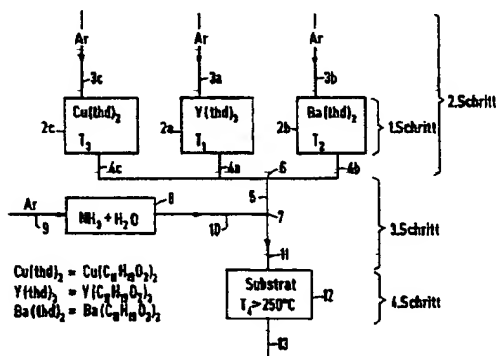 Ar Ar Ar
3c 3a 3b
2.Schritt
Cu(thd)₂ Y(thd)₃ Ba(thd)₂
2c 2a 2b 1.Schritt
T₃ T₁ T₂
4c 4a 6 4b
5
Ar 8
NH₃ + H₂O 7 3.Schritt
9 10
11
Cu(thd)₂ = Cu(C₁₁H₁₉O₂)₂
Substrat
Y(thd)₃ = Y(C₁₁H₁₉O₂)₃
T₄>250°C 12 4.Schritt
Ba(thd)₂ = Ba(C₁₁H₁₉O₂)₂
13